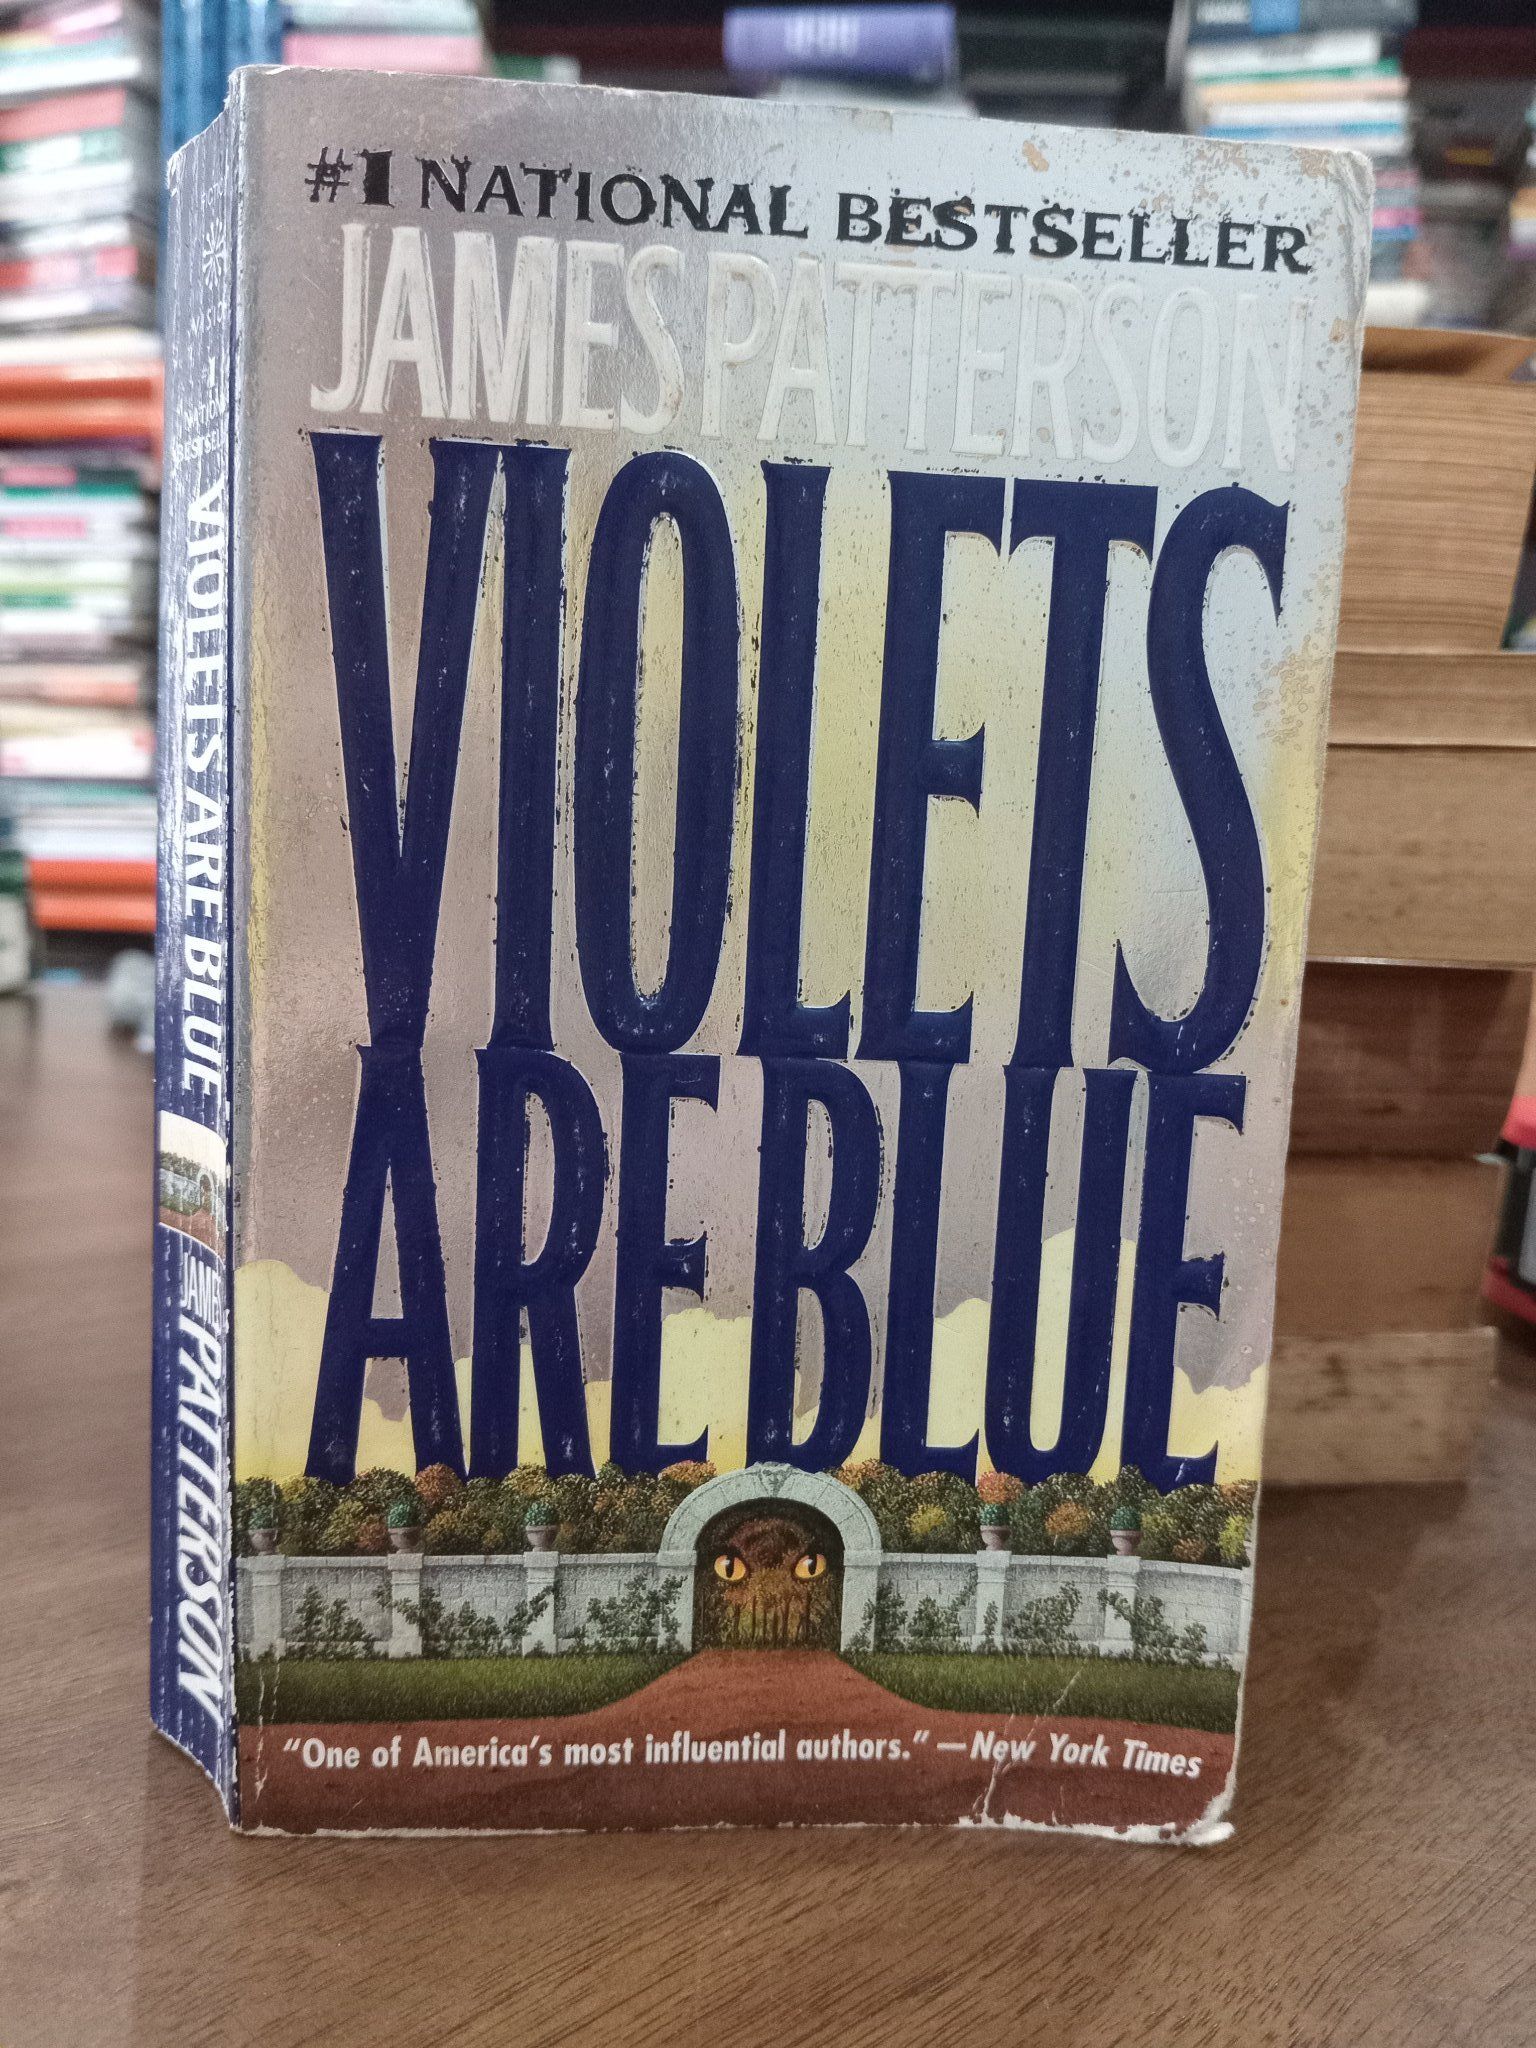 #1 NATIONAL BESTSELLER
JAMES PATTERSON
VIOLETS
ARE BLUE
"One of America's most influential authors." —New York Times
VIOLETS ARE BLUE
JAMES PATTERSON